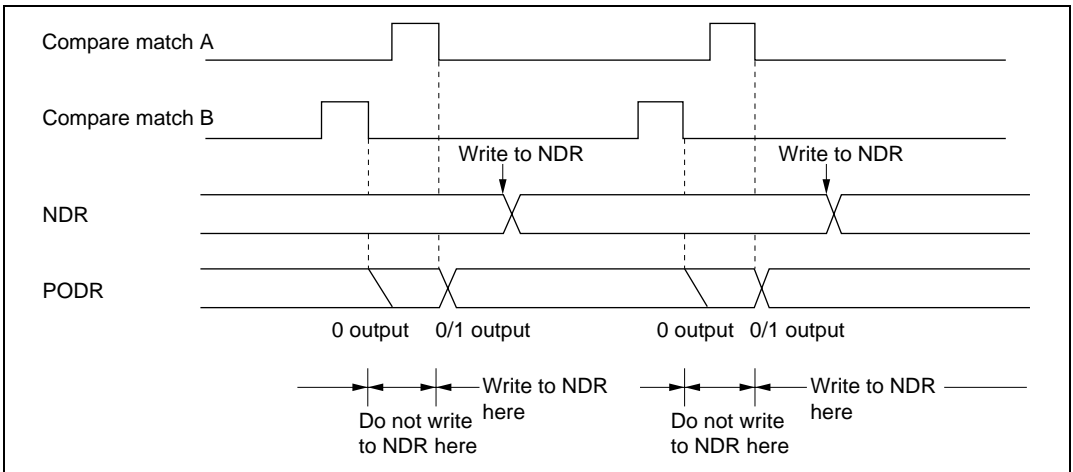 Compare match A
Compare match B
Write to NDR Write to NDR
NDR
PODR
0 output 0/1 output 0 output 0/1 output
Write to NDR here Write to NDR here
Do not write to NDR here Do not write to NDR here